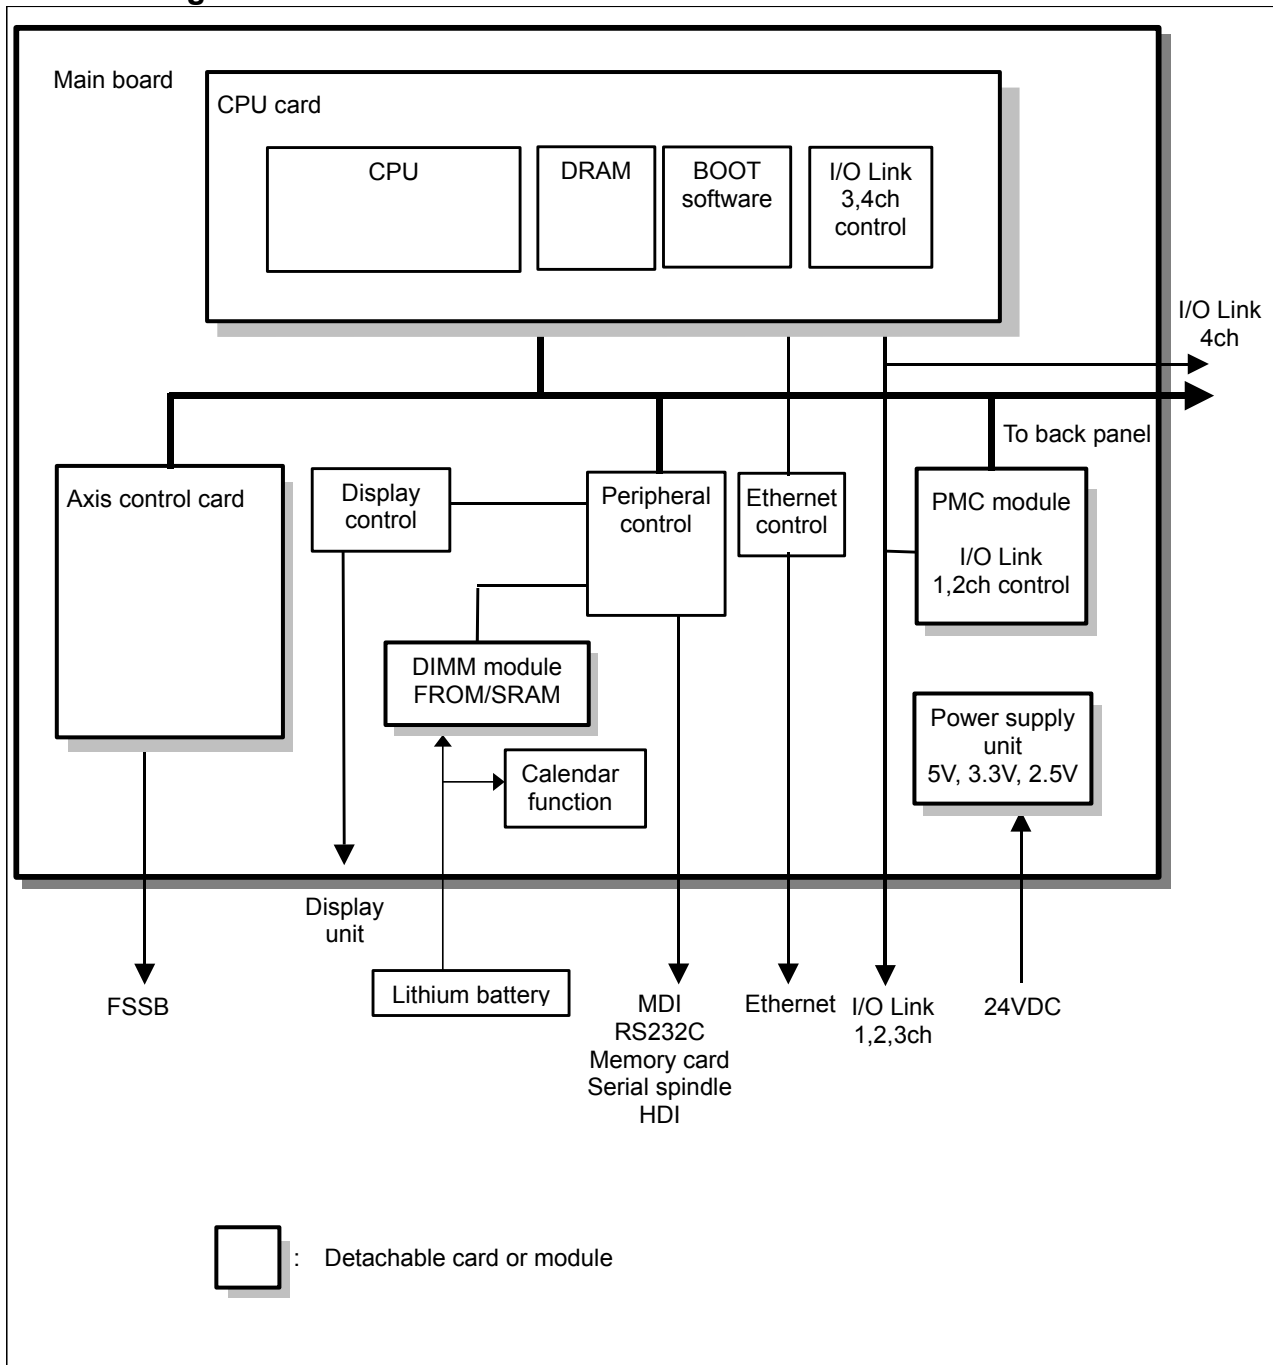 Main board
CPU card
CPU
DRAM
BOOT
software
I/O Link
3,4ch
control
I/O Link
4ch
To back panel
Axis control card
Display
control
Peripheral
control
Ethernet
control
PMC module
I/O Link
1,2ch control
DIMM module
FROM/SRAM
Calendar
function
Power supply
unit
5V, 3.3V, 2.5V
Display
unit
FSSB
Lithium battery
MDI
RS232C
Memory card
Serial spindle
HDI
Ethernet
I/O Link
1,2,3ch
24VDC
: Detachable card or module